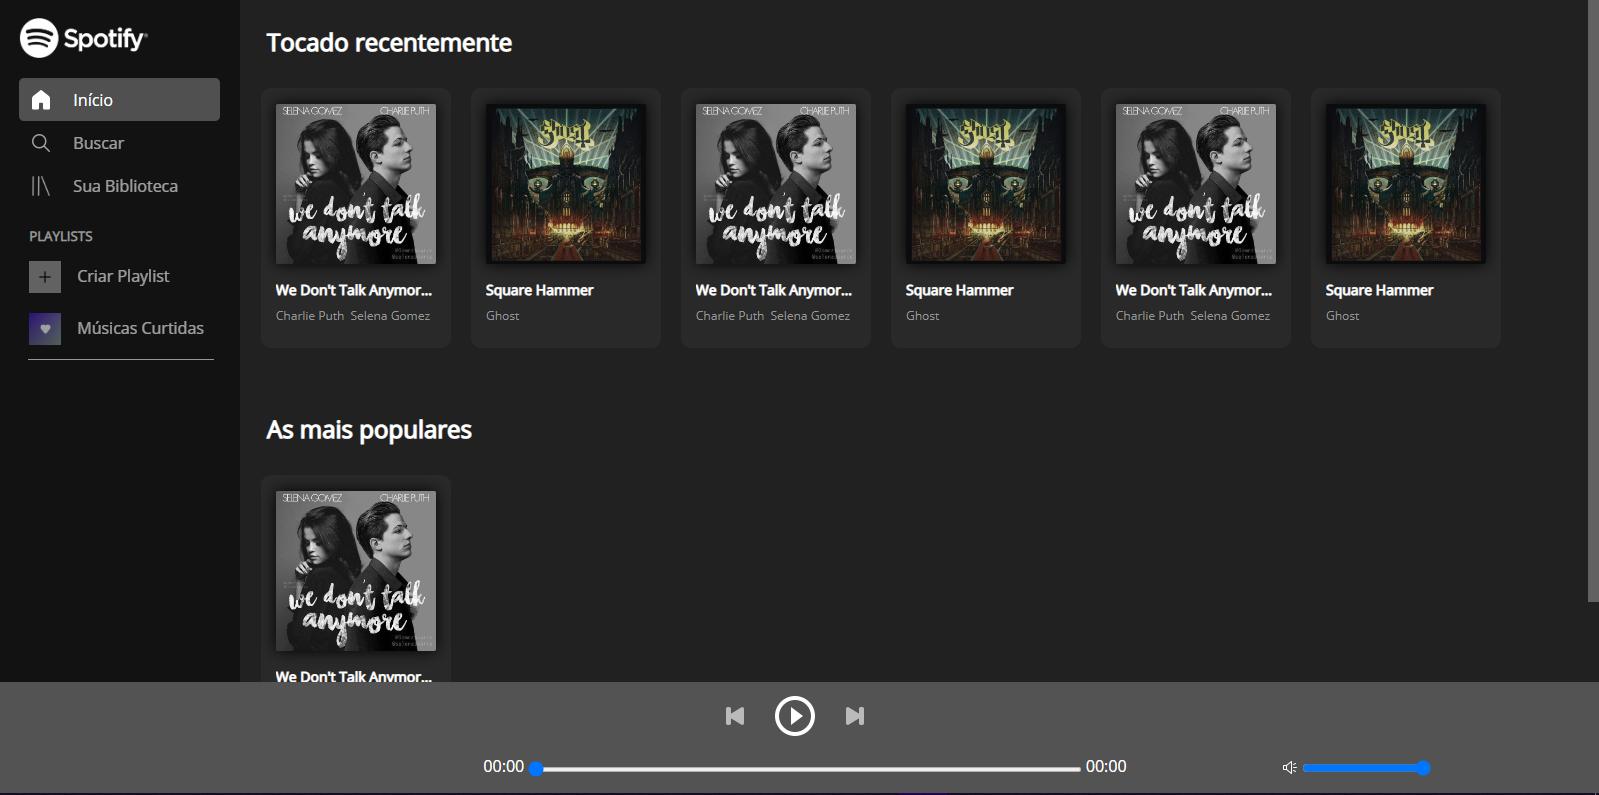 Spotify
Início
Buscar
Sua Biblioteca
PLAYLISTS
Criar Playlist
Músicas Curtidas
Tocado recentemente
SELENA GOMEZ CHARLIE PUTH
we don't talk
anymore
We Don't Talk Anymor...
Charlie Puth Selena Gomez
Ghost
Square Hammer
Ghost
SELENA GOMEZ CHARLIE PUTH
we don't talk
anymore
We Don't Talk Anymor...
Charlie Puth Selena Gomez
Ghost
Square Hammer
Ghost
SELENA GOMEZ CHARLIE PUTH
we don't talk
anymore
We Don't Talk Anymor...
Charlie Puth Selena Gomez
Ghost
Square Hammer
Ghost
As mais populares
SELENA GOMEZ CHARLIE PUTH
we don't talk
anymore
We Don't Talk Anymor...
00:00 00:00